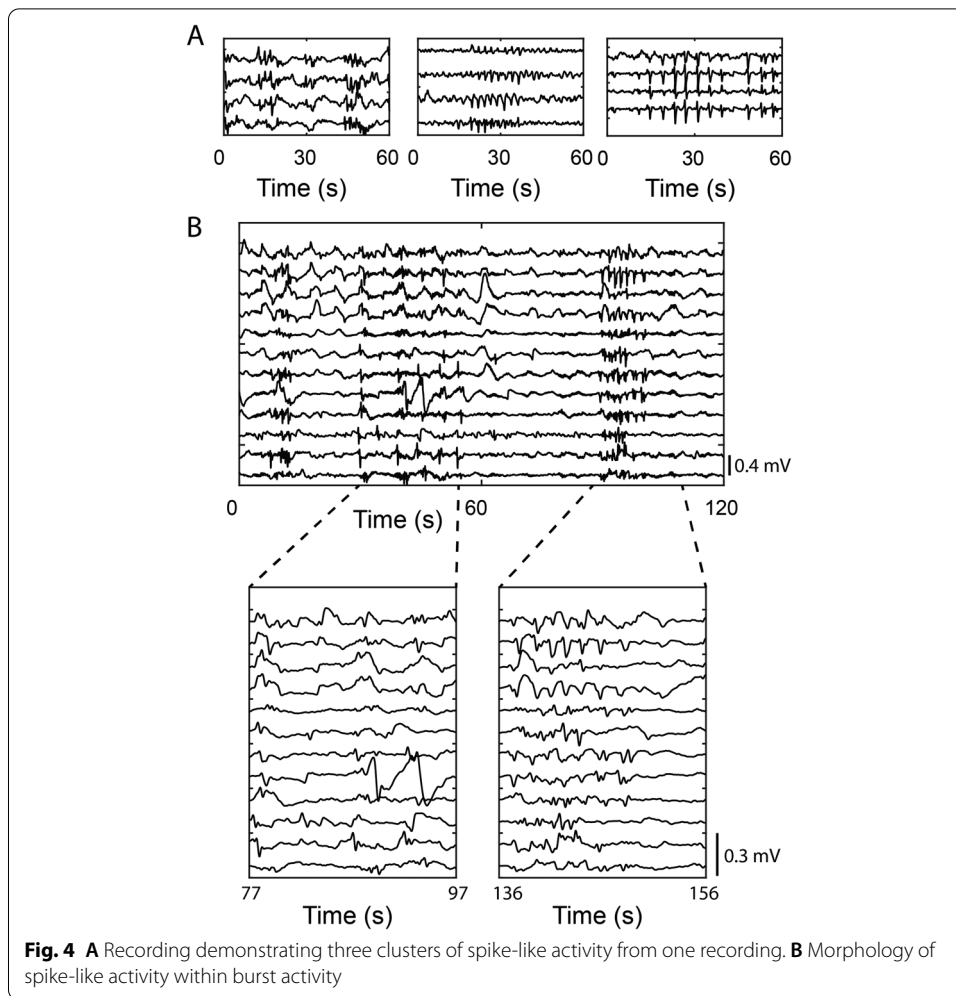 A
0 30 60 0 30 60 0 30 60
Time (s) Time (s) Time (s)
B
0.4 mV
0 60 120
Time (s)
0.3 mV
77 97 136 156
Time (s) Time (s)
Fig. 4 A Recording demonstrating three clusters of spike-like activity from one recording. B Morphology of
spike-like activity within burst activity